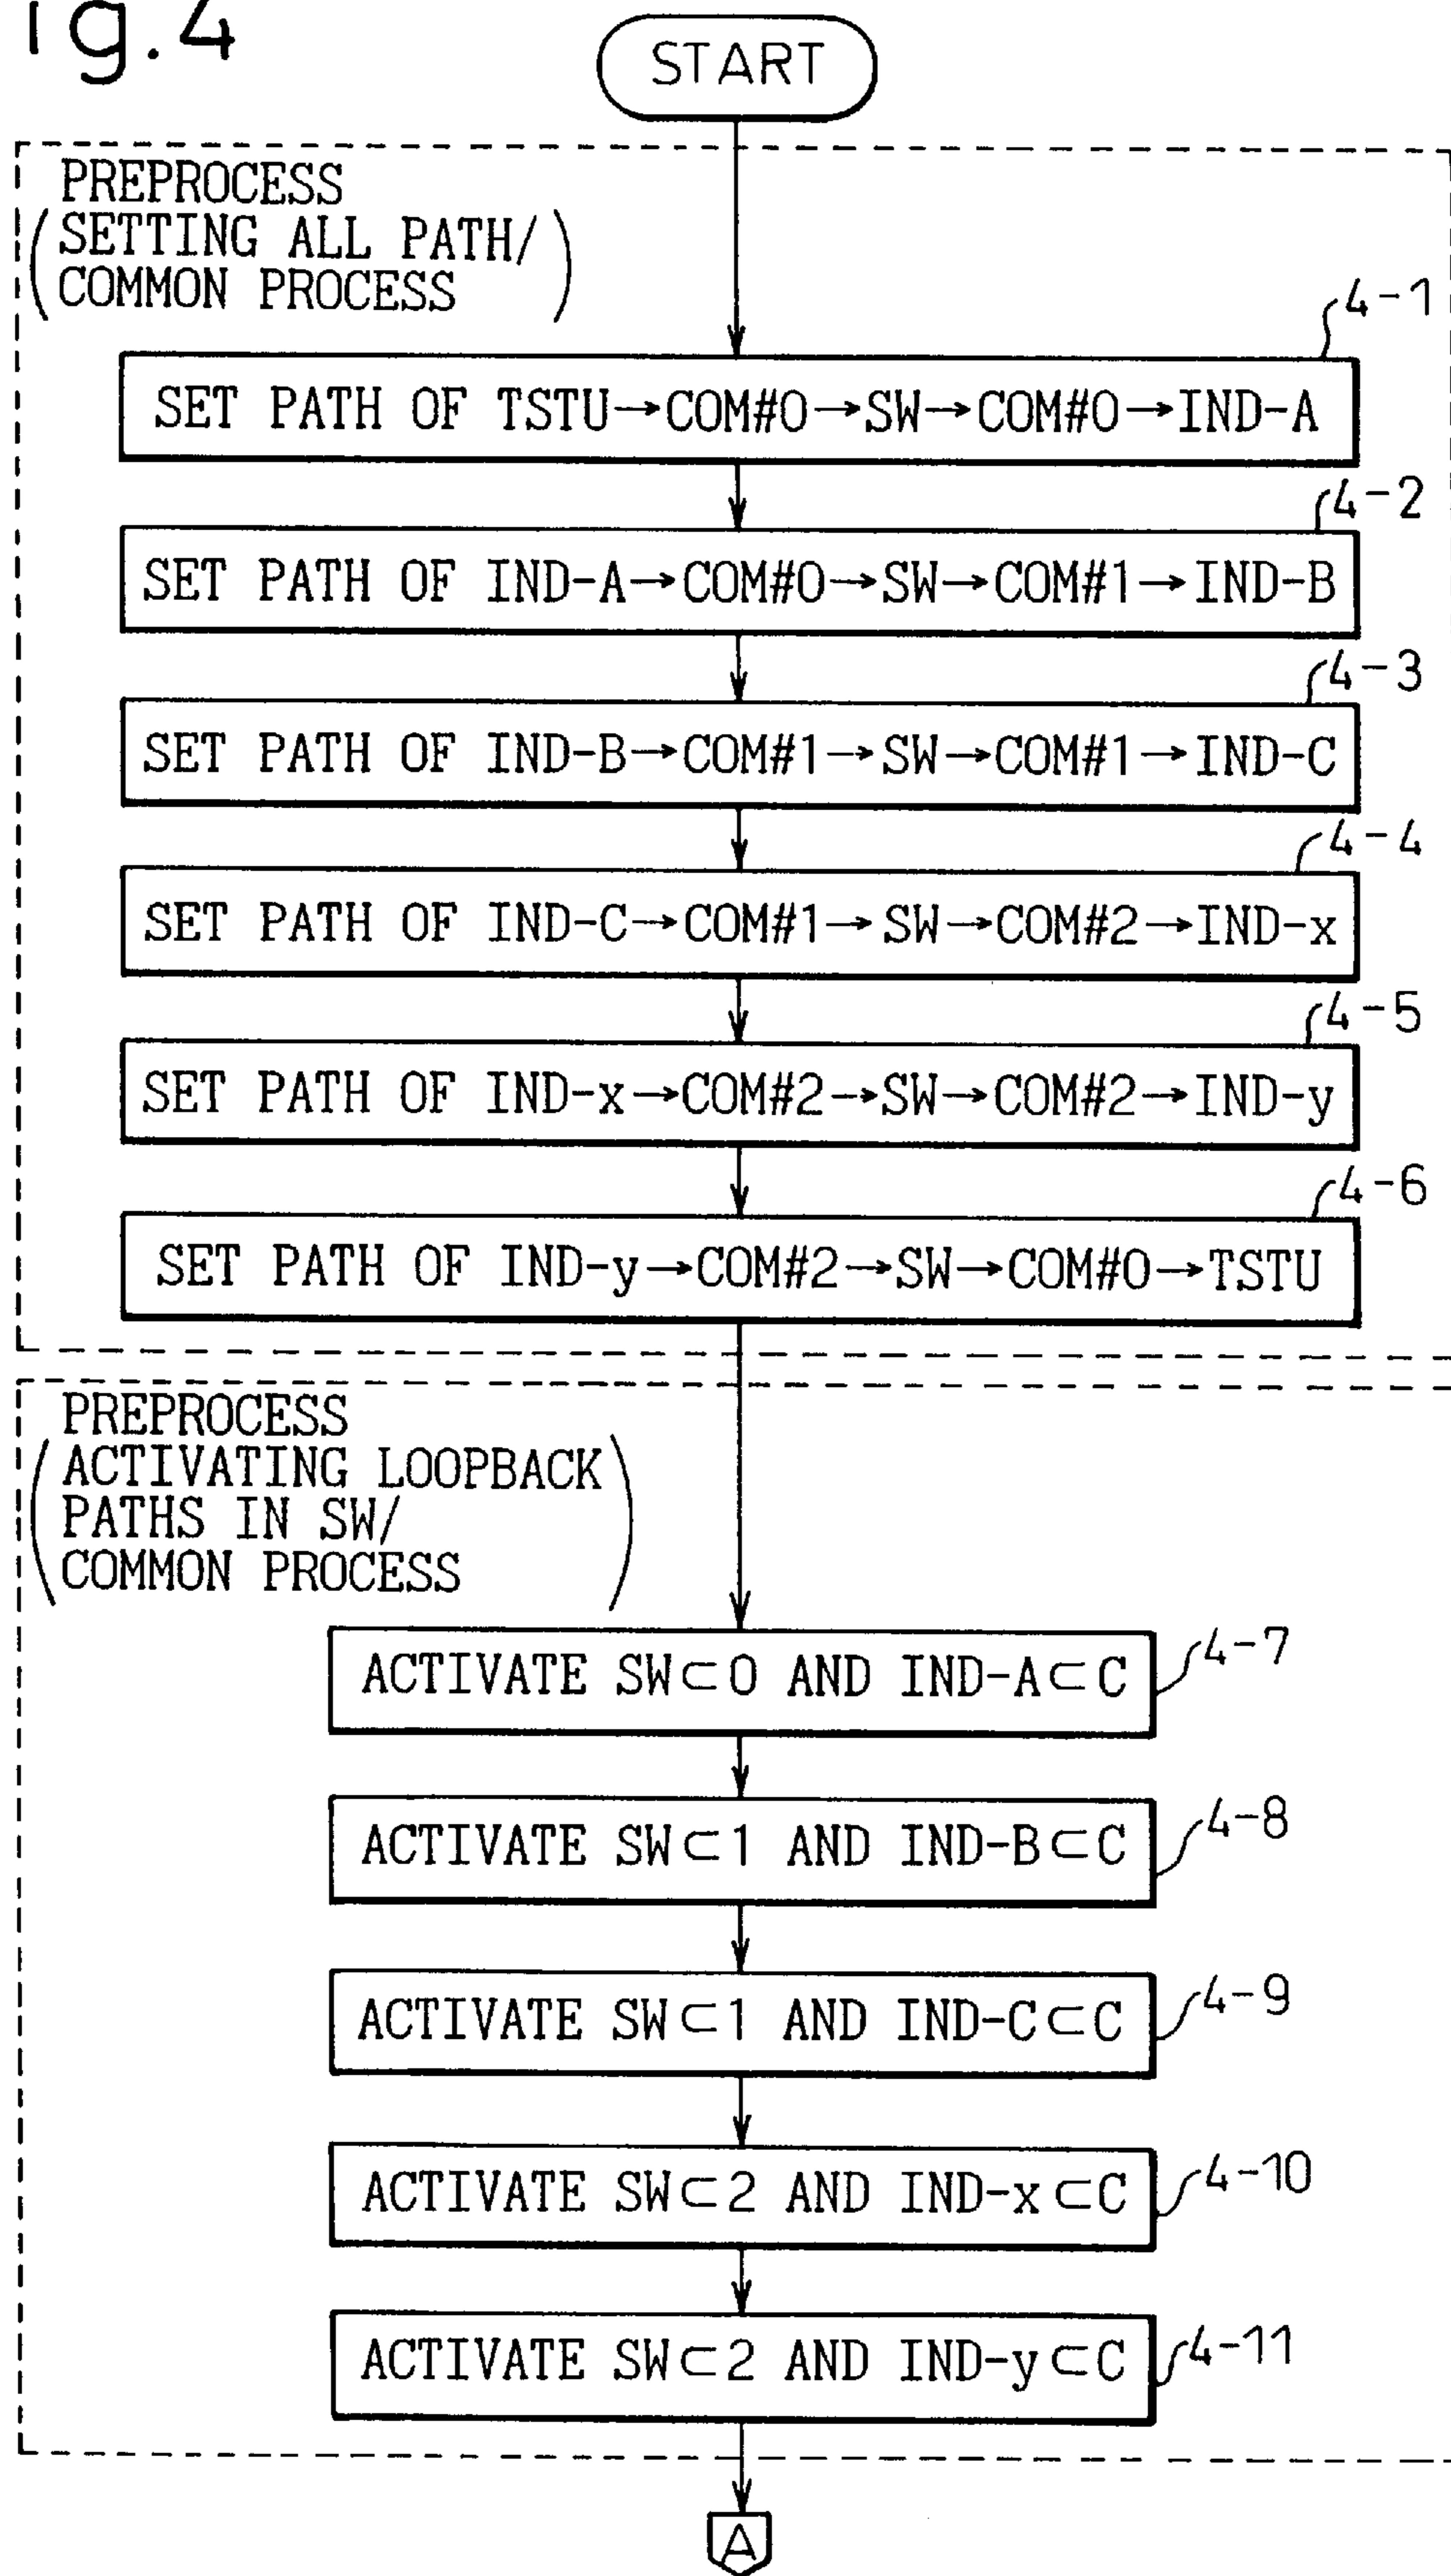 ig.4
START
PREPROCESS
(SETTING ALL PATH/
COMMON PROCESS)
4-1
SET PATH OF TSTU→COM#0→SW→COM#0→IND-A
4-2
SET PATH OF IND-A→COM#0→SW→COM#1→IND-B
4-3
SET PATH OF IND-B→COM#1→SW→COM#1→IND-C
4-4
SET PATH OF IND-C→COM#1→SW→COM#2→IND-x
4-5
SET PATH OF IND-x→COM#2→SW→COM#2→IND-y
4-6
SET PATH OF IND-y→COM#2→SW→COM#0→TSTU
PREPROCESS
(ACTIVATING LOOPBACK
PATHS IN SW/
COMMON PROCESS)
4-7
ACTIVATE SW⊂0 AND IND-A⊂C
4-8
ACTIVATE SW⊂1 AND IND-B⊂C
4-9
ACTIVATE SW⊂1 AND IND-C⊂C
4-10
ACTIVATE SW⊂2 AND IND-x⊂C
4-11
ACTIVATE SW⊂2 AND IND-y⊂C
A